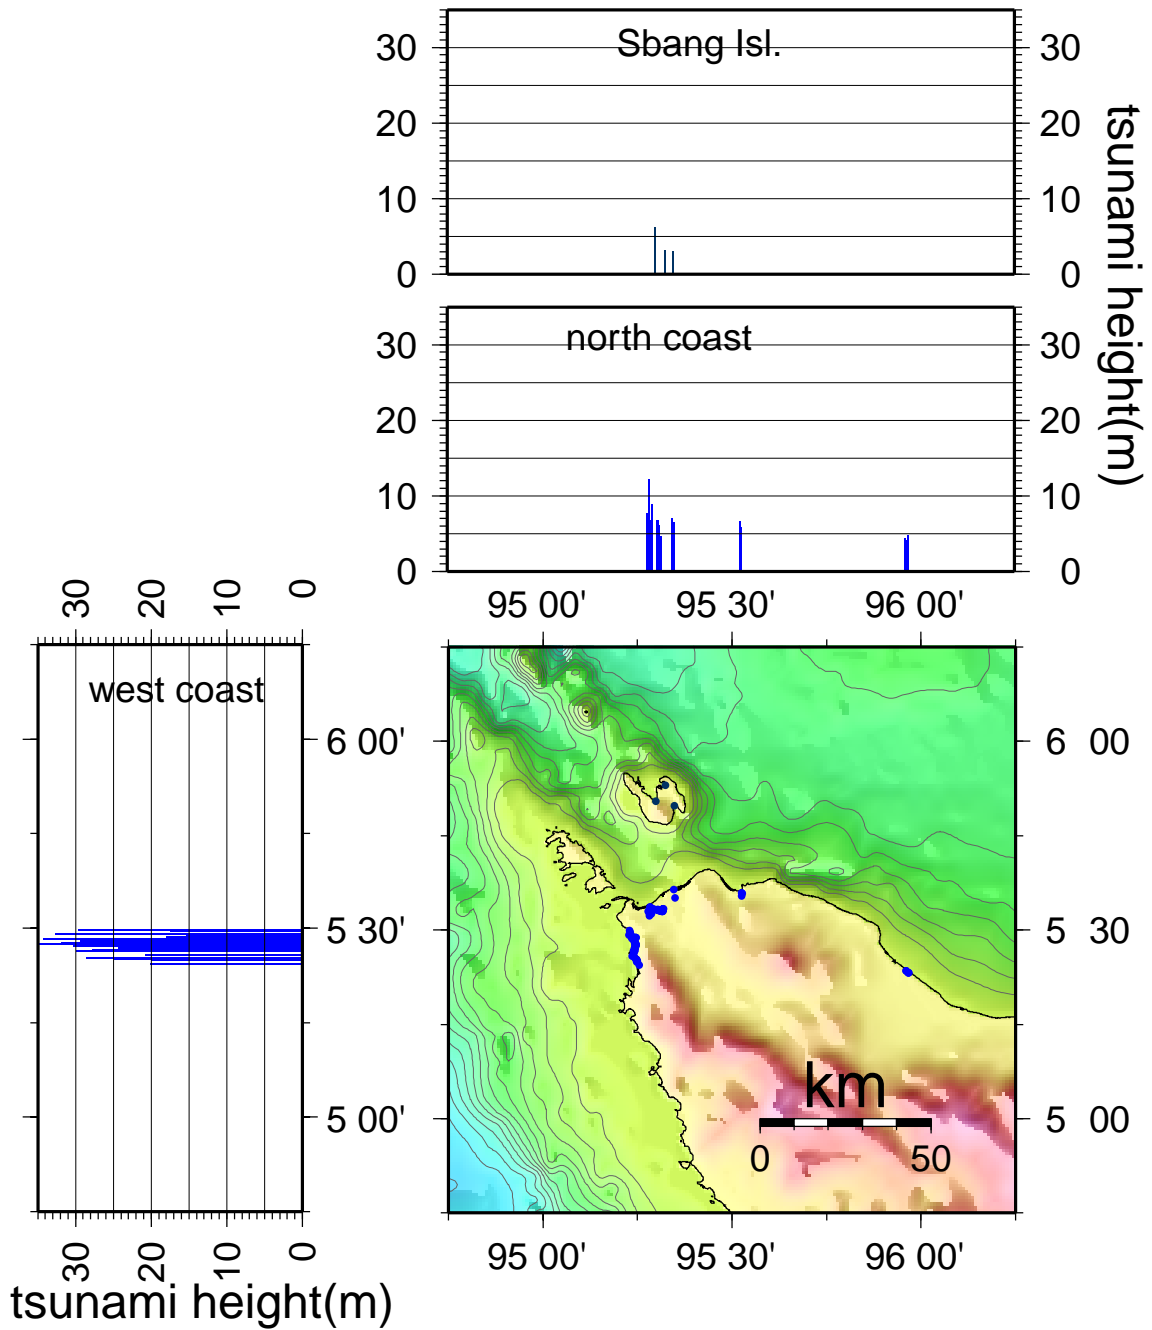 Sbang Isl.
30 30
20 20
10 10
0 0
tsunami height(m)
north coast
30 30
20 20
10 10
0 0
95 00' 95 30' 96 00'
30 20 10 0
west coast
6 00' 6 00
5 30' 5 30
5 00' 5 00
km
0 50
95 00' 95 30' 96 00'
30 20 10 0
tsunami height(m)